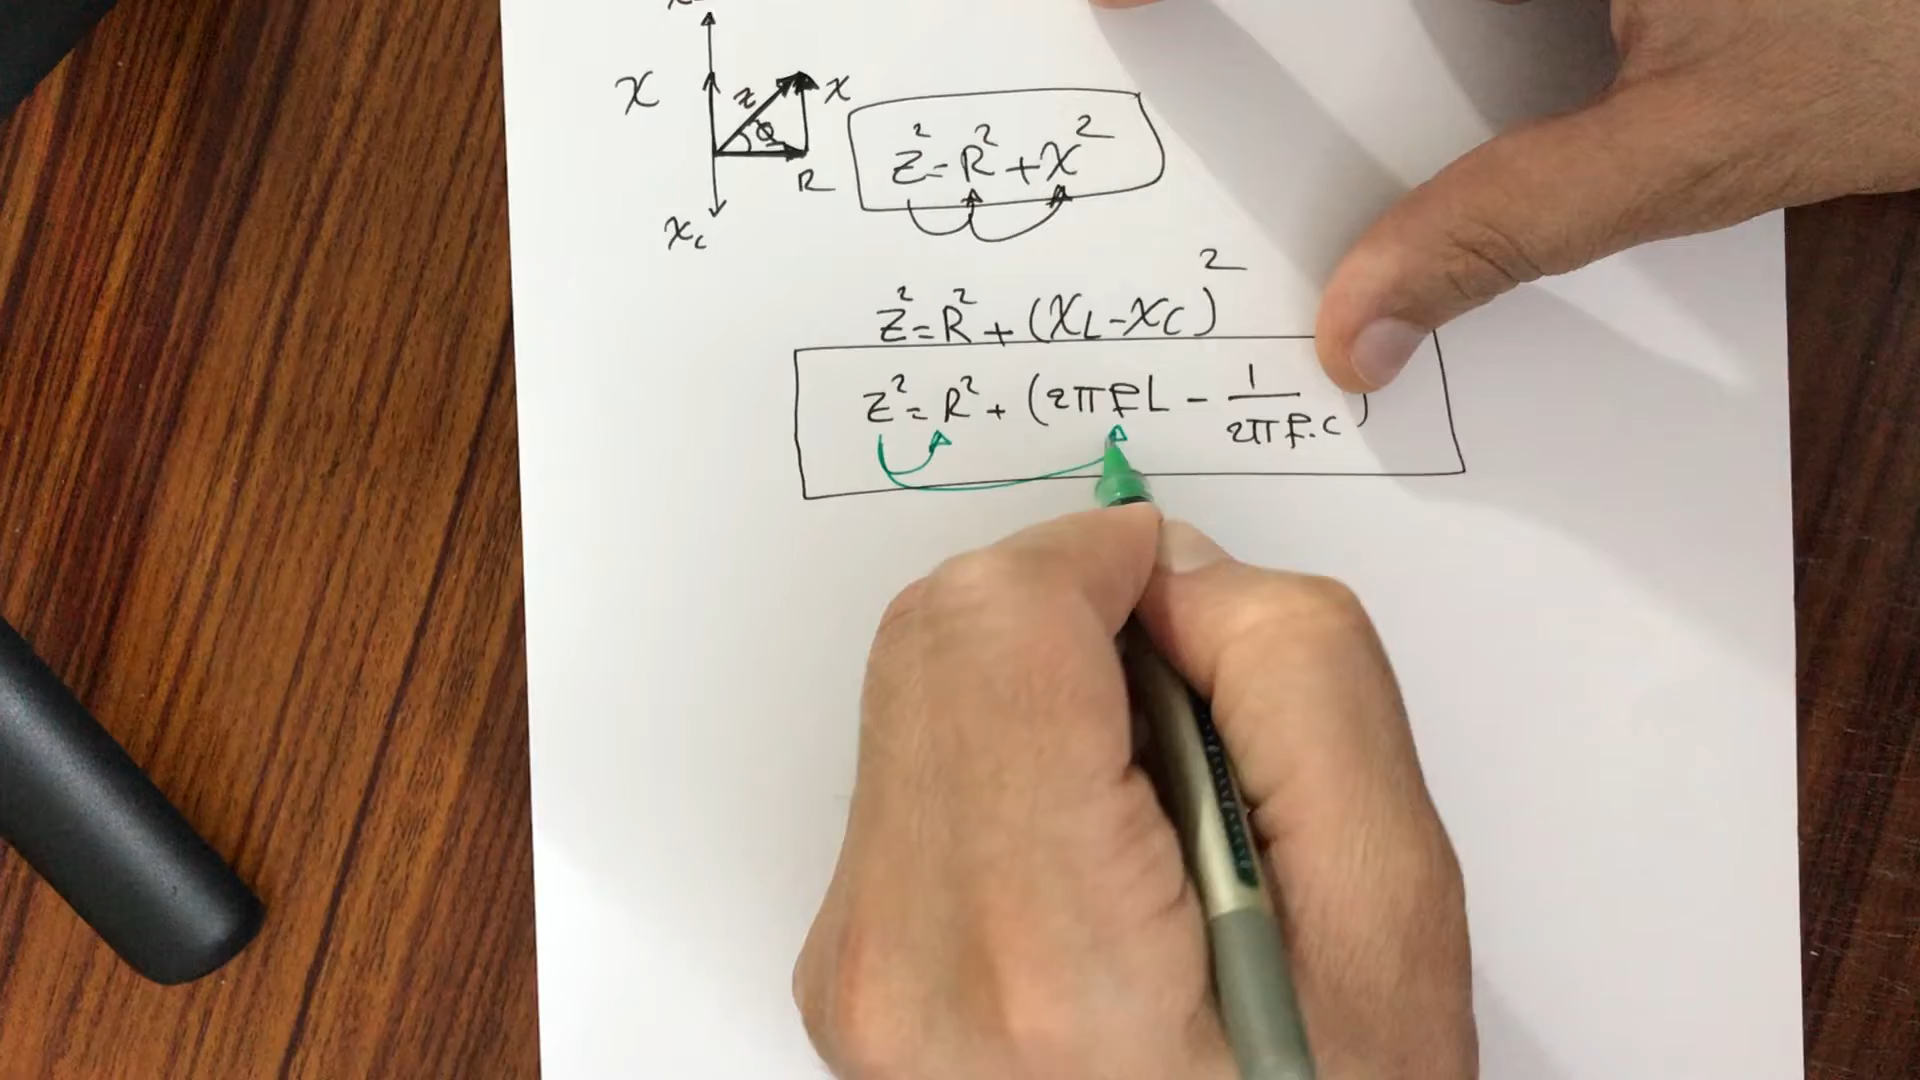 X
z
X
Φ
R
Xc
Z² = R² + X²
Z² = R² + (XL - XC)²
Z² = R² + (2πfL - 1/2πf.c)